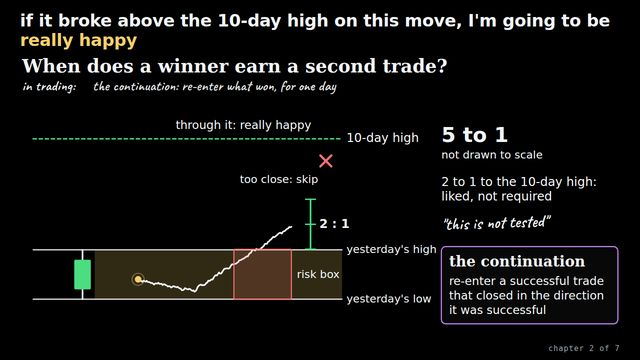 if it broke above the 10-day high on this move, I'm going to be
really happy
When does a winner earn a second trade?
in trading: the continuation: re-enter what won, for one day
through it: really happy
10-day high
5 to 1
not drawn to scale
too close: skip
2 to 1 to the 10-day high:
liked, not required
2 : 1
"this is not tested"
yesterday's high
the continuation
re-enter a successful trade
that closed in the direction
it was successful
risk box
yesterday's low
chapter 2 of 7